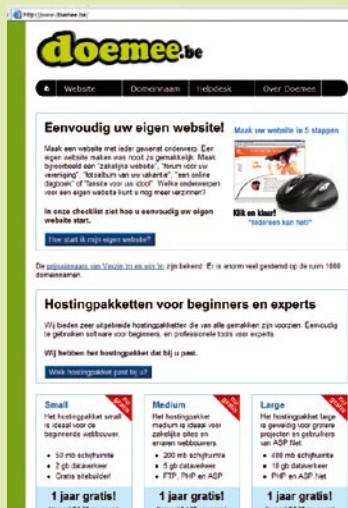 http://www.doemee.be/
doemee.be
Website Domeinnaam Helpdesk Over Doemee
Eenvoudig uw eigen website!
Maak een website met ieder gewenst onderwerp. Een
eigen website maken was nooit zo gemakkelijk. Maak
bijvoorbeeld een "zakelijke website", "forum voor uw
vereniging", "fotoalbum van uw vakantie", "een online
dagboek" of "fansite voor uw idool". Welke onderwerpen
voor een eigen website kunt u nog meer verzinnen?
In onze checklist ziet hoe u eenvoudig uw eigen
website start.
Hoe start ik mijn eigen website?
Maak uw website in 5 stappen
Klik en klaar!
"Iedereen kan het!"
De prijswinnaars van Verzin 'm en win 'm zijn bekend. Er is enorm veel gestemd op de ruim 1000
domeinnamen.
Hostingpakketten voor beginners en experts
Wij bieden zeer uitgebreide hostingpakketten die van alle gemakken zijn voorzien. Eenvoudig
te gebruiken software voor beginners, en professionele tools voor experts.
Wij hebben het hostingpakket dat bij u past.
Welk hostingpakket past bij u?
Small
Het hostingpakket small
is ideaal voor de
beginnende webbouwer.
50 mb schijfruimte
2 gb dataverkeer
Gratis sitebuilder!
1 jaar gratis!
Medium
Het hostingpakket
medium is ideaal voor
zakelijke sites en
ervaren webbouwers.
200 mb schijfruimte
5 gb dataverkeer
FTP, PHP en ASP
1 jaar gratis!
Large
Het hostingpakket large
is geweldig voor grotere
projecten en gebruikers
van ASP.Net.
400 mb schijfruimte
10 gb dataverkeer
PHP en ASP.Net
1 jaar gratis!